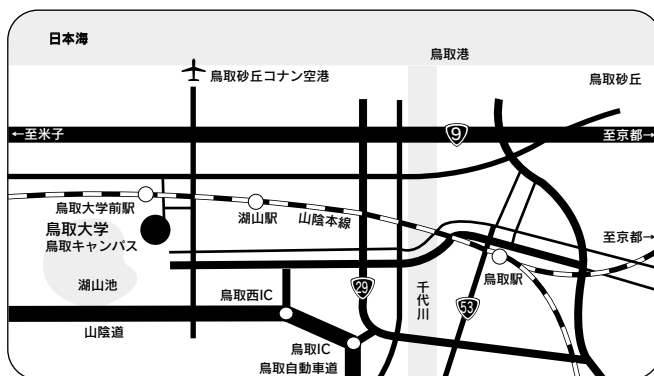 日本海
鳥取港
鳥取砂丘コナン空港
鳥取砂丘
←至米子
9
至京都→
鳥取大学前駅
湖山駅
山陰本線
鳥取大学
鳥取キャンパス
至京都→
鳥取駅
湖山池
鳥取西IC
29
千代川
53
山陰道
鳥取IC
鳥取自動車道